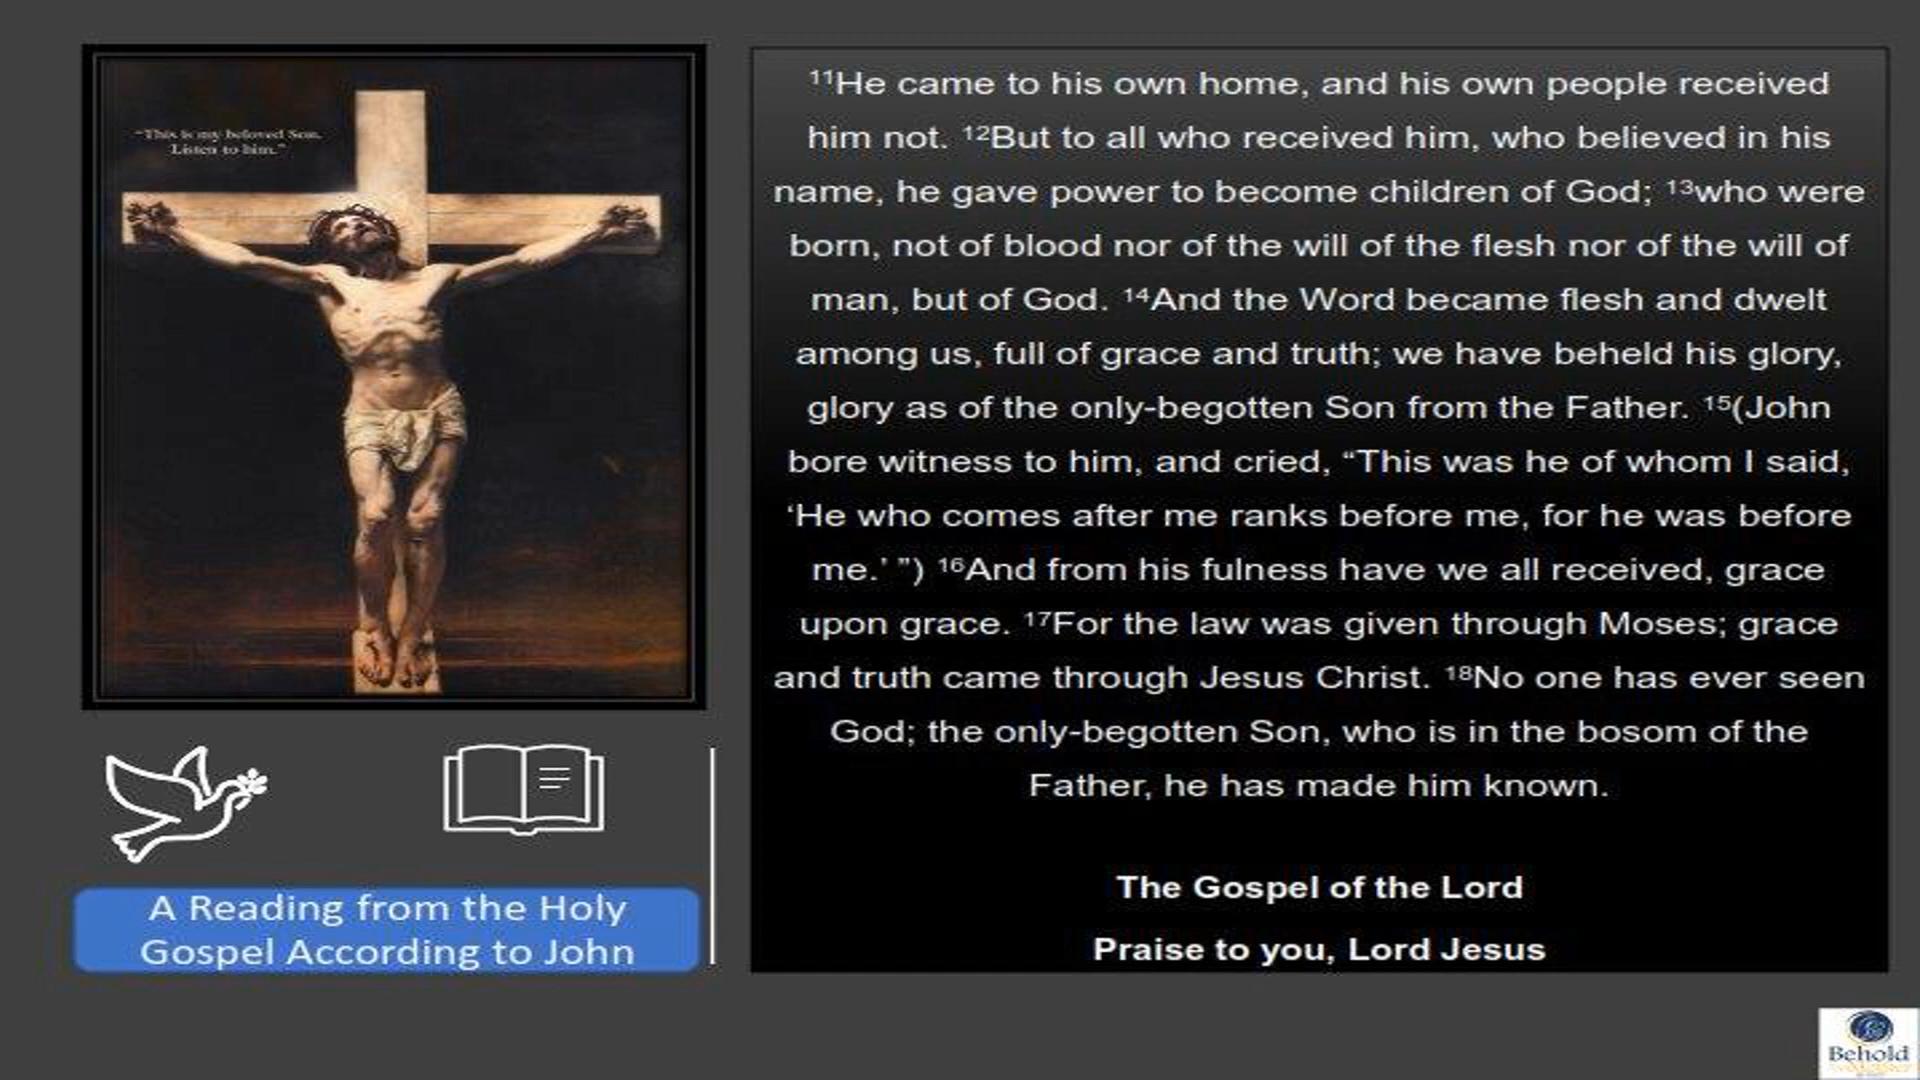 "This is my beloved Son.
Listen to him."
A Reading from the Holy
Gospel According to John
¹¹He came to his own home, and his own people received
him not. ¹²But to all who received him, who believed in his
name, he gave power to become children of God; ¹³who were
born, not of blood nor of the will of the flesh nor of the will of
man, but of God. ¹⁴And the Word became flesh and dwelt
among us, full of grace and truth; we have beheld his glory,
glory as of the only-begotten Son from the Father. ¹⁵(John
bore witness to him, and cried, “This was he of whom I said,
‘He who comes after me ranks before me, for he was before
me.’ ”) ¹⁶And from his fulness have we all received, grace
upon grace. ¹⁷For the law was given through Moses; grace
and truth came through Jesus Christ. ¹⁸No one has ever seen
God; the only-begotten Son, who is in the bosom of the
Father, he has made him known.
The Gospel of the Lord
Praise to you, Lord Jesus
Behold